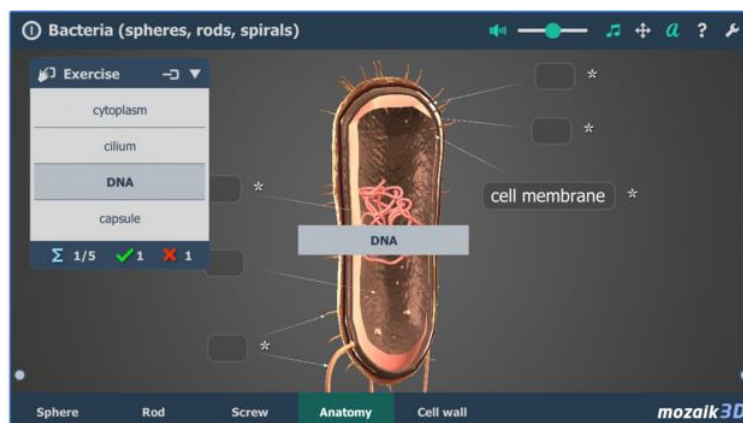 Bacteria (spheres, rods, spirals)
a ?
Exercise
cytoplasm
cilium
DNA
capsule
Σ 1/5 1 1
*
*
cell membrane *
*
DNA
*
Sphere Rod Screw Anatomy Cell wall mozaik3D